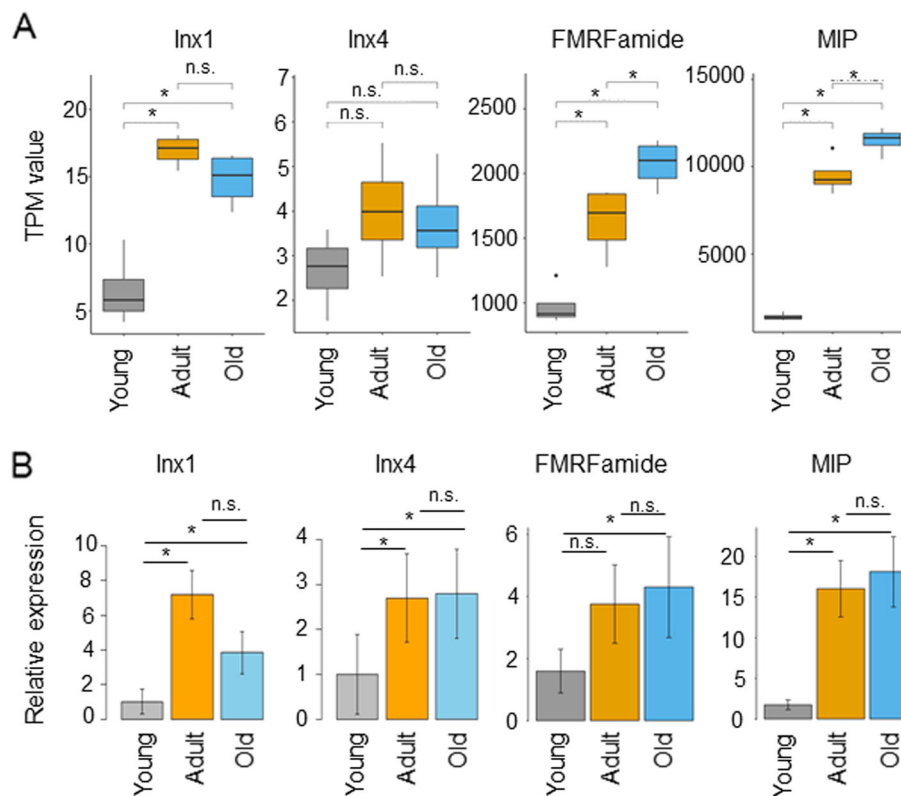 A
Inx1 Inx4 FMRFamide MIP
TPM value
20
15
10
5
n.s.
*
*
Young Adult Old
7
6
5
4
3
2
n.s.
n.s.
n.s.
Young Adult Old
2500
2000
1500
1000
*
*
*
Young Adult Old
15000
10000
5000
*
*
*
Young Adult Old
B
Inx1 Inx4 FMRFamide MIP
Relative expression
10
8
6
4
2
0
n.s.
*
*
Young Adult Old
4
3
2
1
0
n.s.
*
*
Young Adult Old
6
4
2
0
n.s.
*
n.s.
Young Adult Old
20
15
10
5
0
n.s.
*
*
Young Adult Old